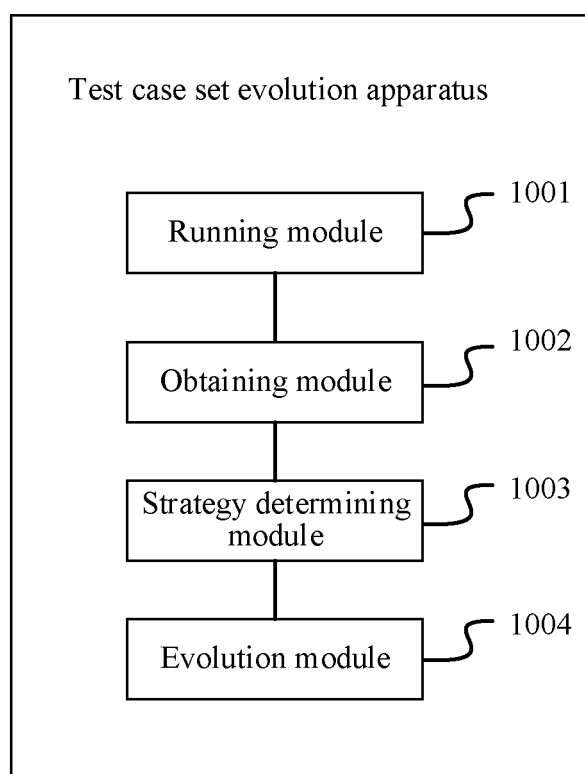 Test case set evolution apparatus
1001
Running module
1002
Obtaining module
1003
Strategy determining
module
1004
Evolution module